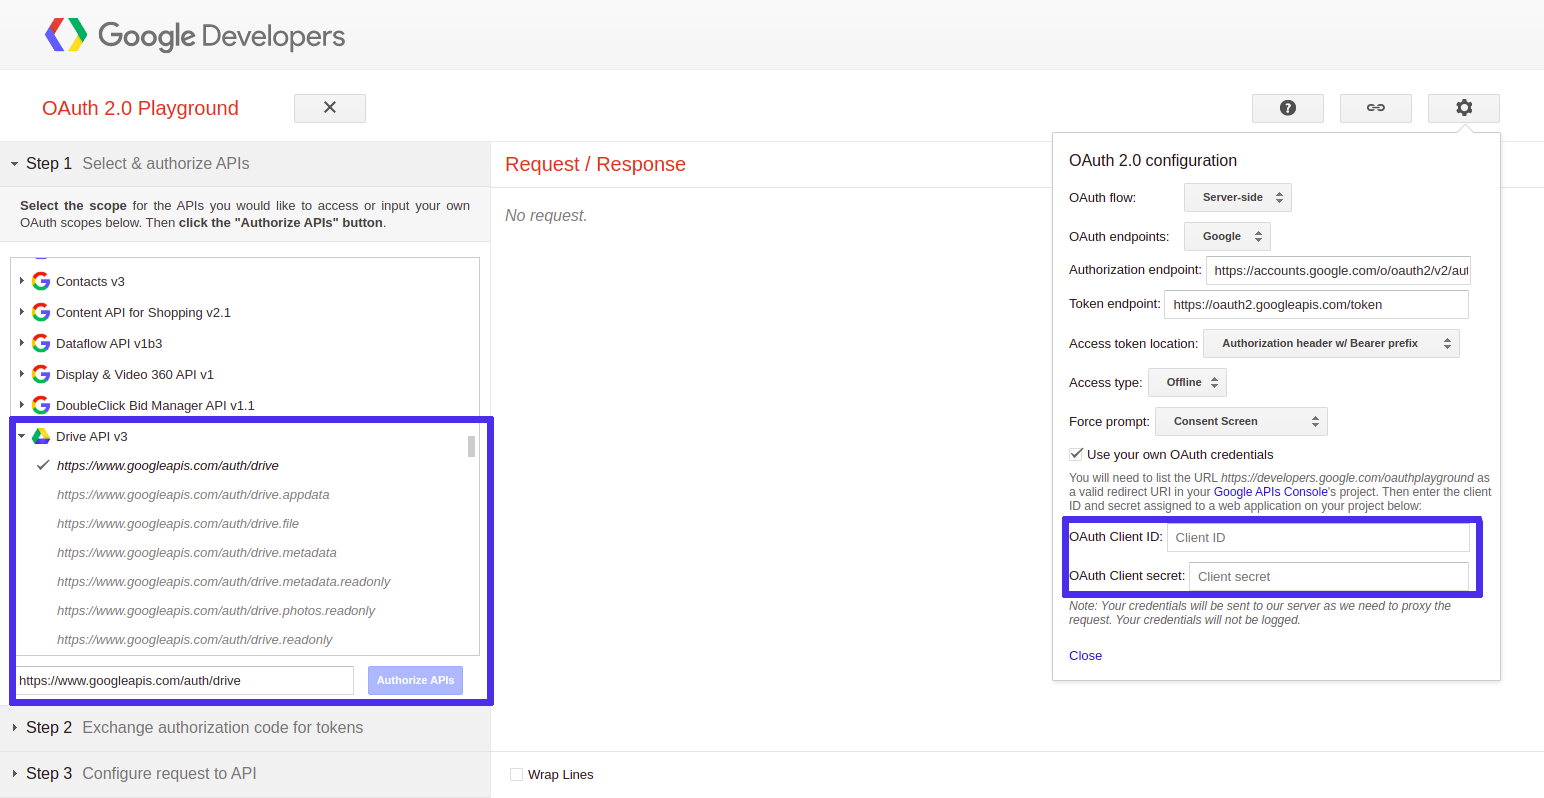 Google Developers
OAuth 2.0 Playground
Step 1 Select & authorize APIs
Select the scope for the APIs you would like to access or input your own
OAuth scopes below. Then click the "Authorize APIs" button.
Contacts v3
Content API for Shopping v2.1
Dataflow API v1b3
Display & Video 360 API v1
DoubleClick Bid Manager API v1.1
Drive API v3
https://www.googleapis.com/auth/drive
https://www.googleapis.com/auth/drive.appdata
https://www.googleapis.com/auth/drive.file
https://www.googleapis.com/auth/drive.metadata
https://www.googleapis.com/auth/drive.metadata.readonly
https://www.googleapis.com/auth/drive.photos.readonly
https://www.googleapis.com/auth/drive.readonly
https://www.googleapis.com/auth/drive
Authorize APIs
Step 2 Exchange authorization code for tokens
Step 3 Configure request to API
Request / Response
No request.
Wrap Lines
OAuth 2.0 configuration
OAuth flow: Server-side
OAuth endpoints: Google
Authorization endpoint: https://accounts.google.com/o/oauth2/v2/aut
Token endpoint: https://oauth2.googleapis.com/token
Access token location: Authorization header w/ Bearer prefix
Access type: Offline
Force prompt: Consent Screen
Use your own OAuth credentials
You will need to list the URL https://developers.google.com/oauthplayground as
a valid redirect URI in your Google APIs Console's project. Then enter the client
ID and secret assigned to a web application on your project below:
OAuth Client ID: Client ID
OAuth Client secret: Client secret
Note: Your credentials will be sent to our server as we need to proxy the
request. Your credentials will not be logged.
Close